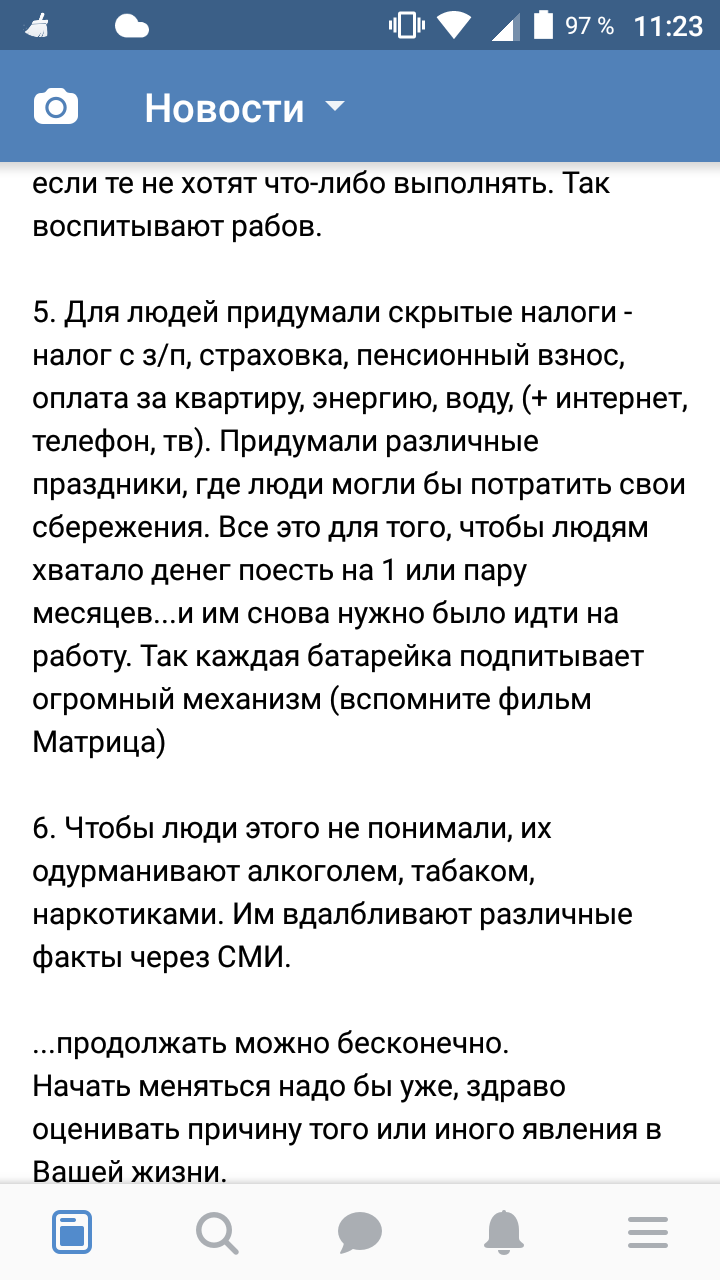 97 % 11:23
Новости
если те не хотят что-либо выполнять. Так
воспитывают рабов.
5. Для людей придумали скрытые налоги -
налог с з/п, страховка, пенсионный взнос,
оплата за квартиру, энергию, воду, (+ интернет,
телефон, тв). Придумали различные
праздники, где люди могли бы потратить свои
сбережения. Все это для того, чтобы людям
хватало денег поесть на 1 или пару
месяцев...и им снова нужно было идти на
работу. Так каждая батарейка подпитывает
огромный механизм (вспомните фильм
Матрица)
6. Чтобы люди этого не понимали, их
одурманивают алкоголем, табаком,
наркотиками. Им вдалбливают различные
факты через СМИ.
...продолжать можно бесконечно.
Начать меняться надо бы уже, здраво
оценивать причину того или иного явления в
Вашей жизни.